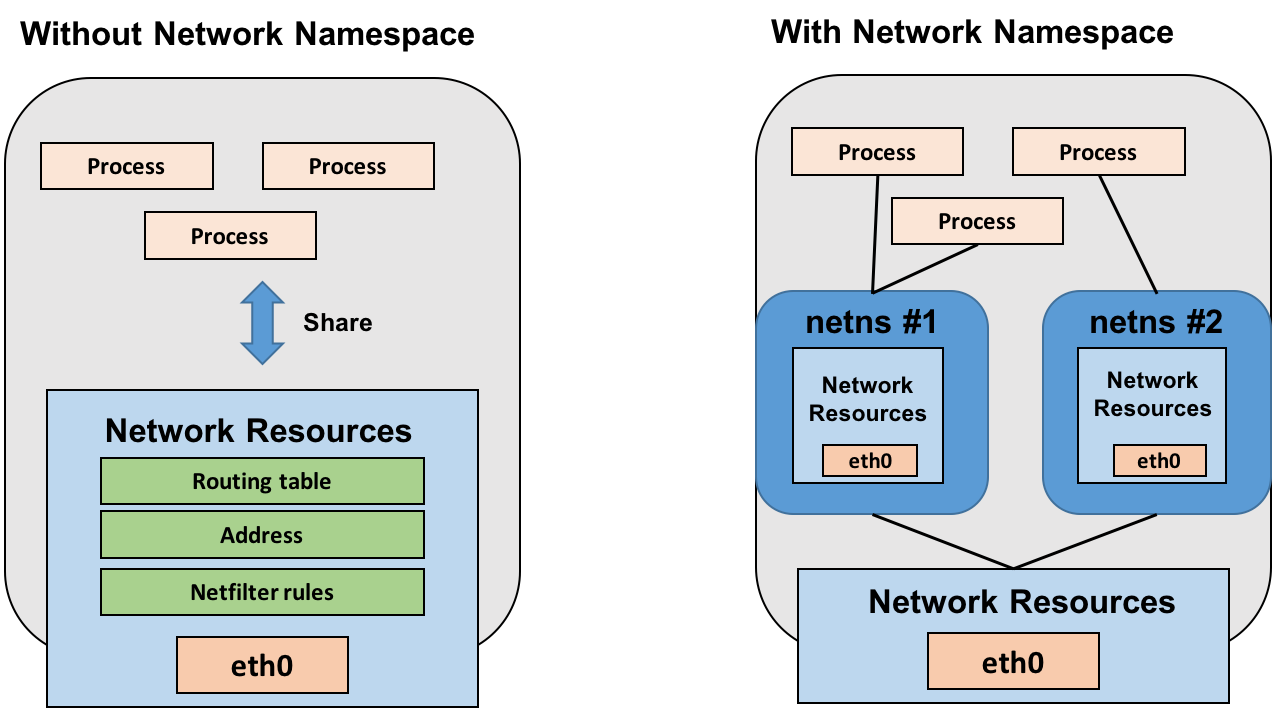 Without Network Namespace
Process
Process
Process
Share
Network Resources
Routing table
Address
Netfilter rules
eth0
With Network Namespace
Process
Process
Process
netns #1
Network
Resources
eth0
netns #2
Network
Resources
eth0
Network Resources
eth0